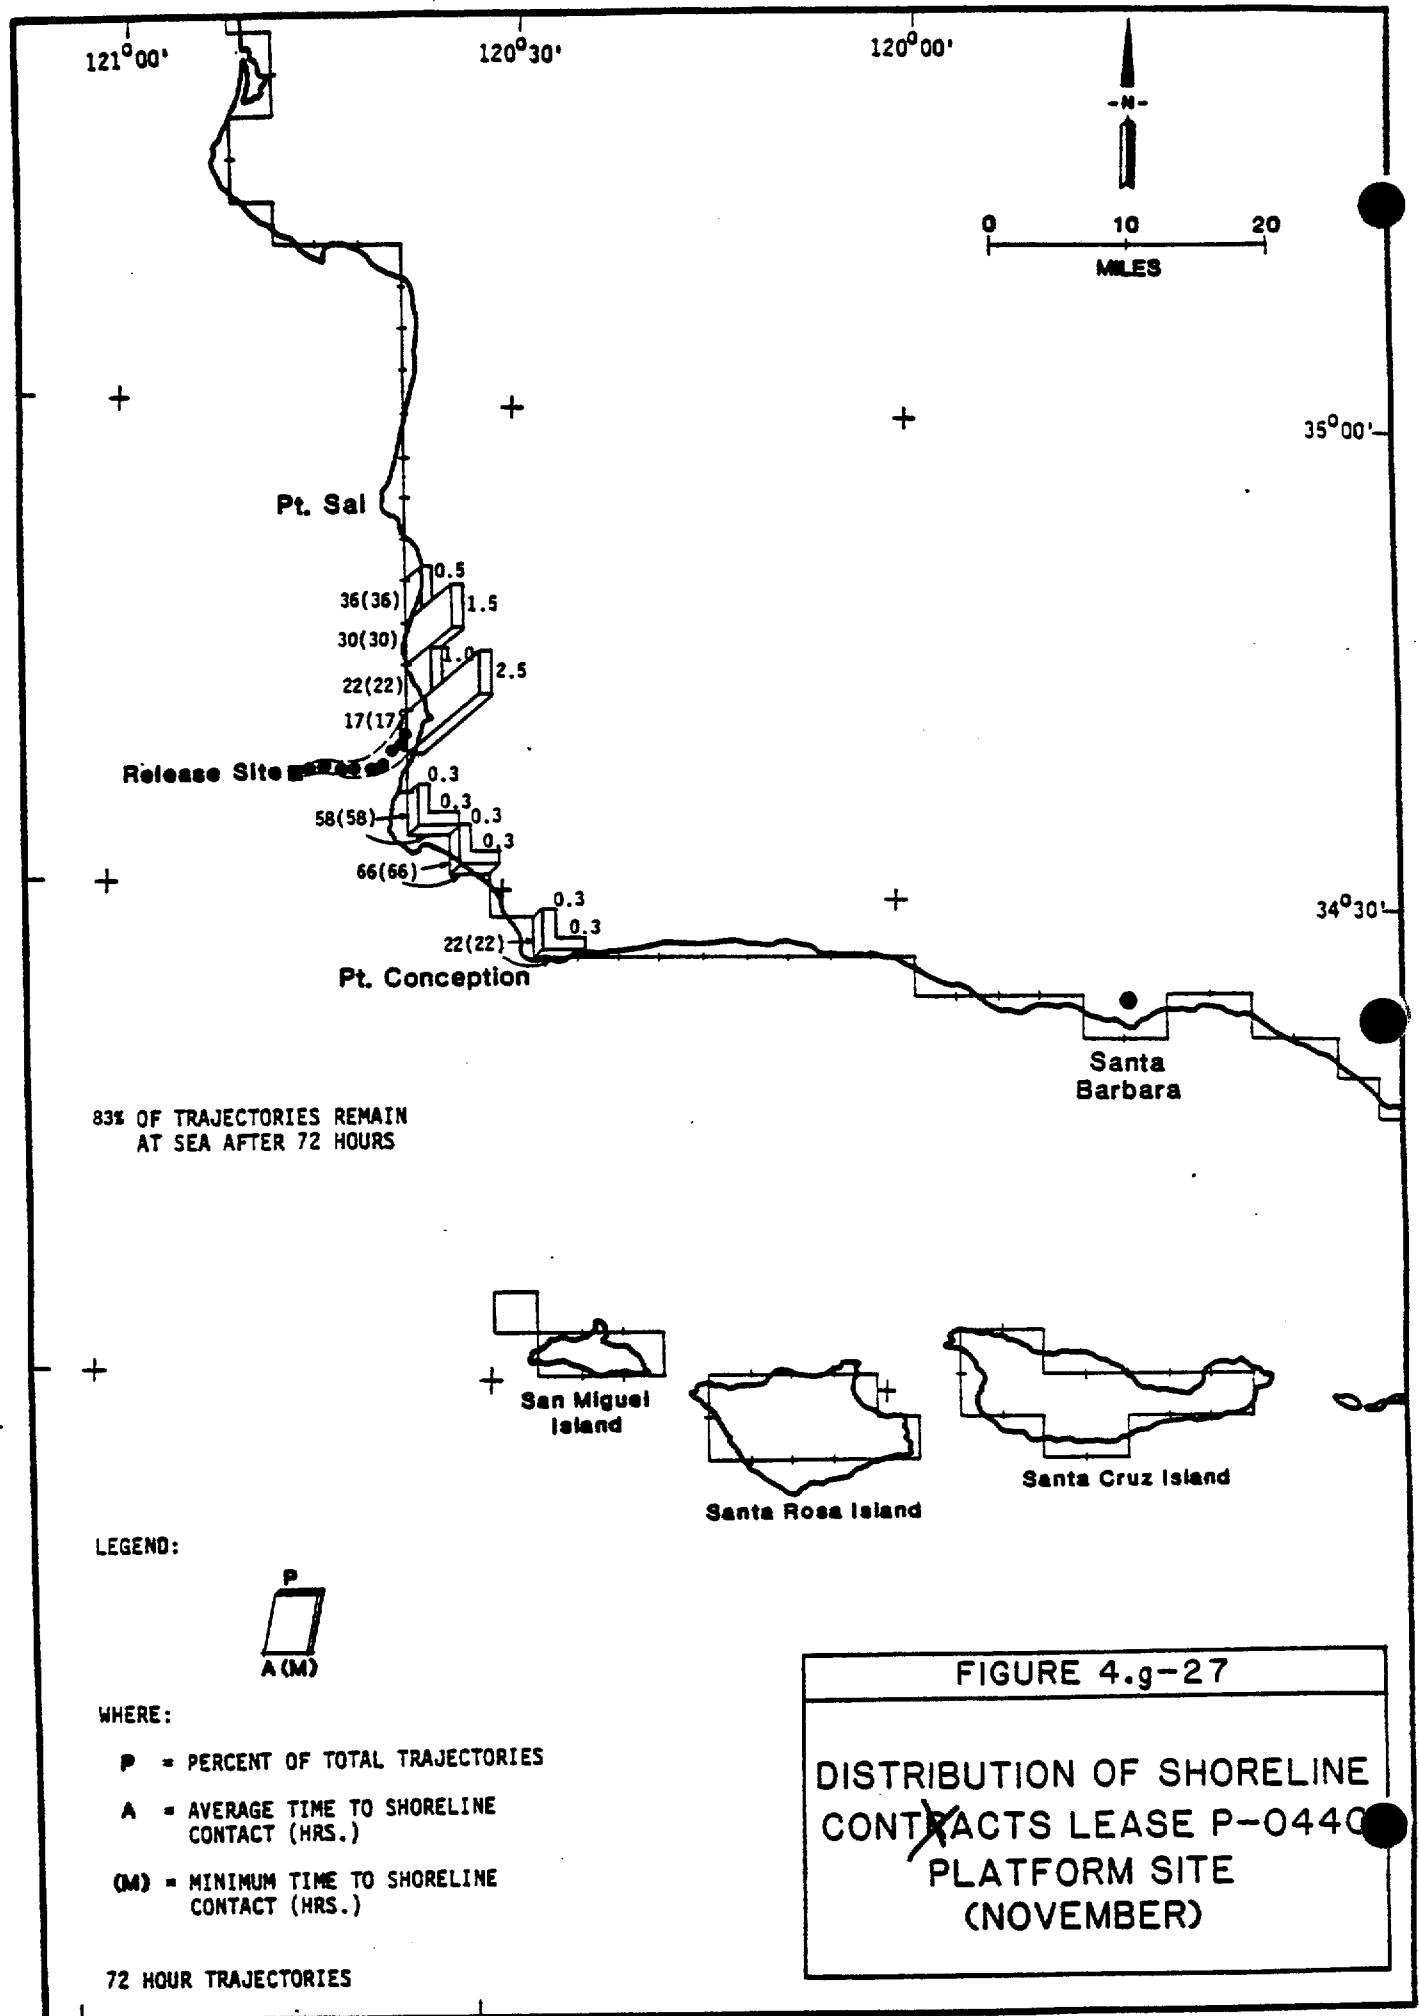 121°00'
120°30'
120°00'
-N-
0 10 20
MILES
35°00'
Pt. Sal
0.5
36(36)
1.5
30(30)
1.0
2.5
22(22)
17(17
Release Site
0.3
0.3
58(58)
0.3
0.3
66(66)
34°30'
0.3
0.3
22(22)
Pt. Conception
Santa
Barbara
83% OF TRAJECTORIES REMAIN
AT SEA AFTER 72 HOURS
San Miguel
Island
Santa Rosa Island
Santa Cruz Island
LEGEND:
P
A(M)
WHERE:
P = PERCENT OF TOTAL TRAJECTORIES
A = AVERAGE TIME TO SHORELINE
CONTACT (HRS.)
(M) = MINIMUM TIME TO SHORELINE
CONTACT (HRS.)
72 HOUR TRAJECTORIES
FIGURE 4.g-27
DISTRIBUTION OF SHORELINE
CONTRACTS LEASE P-044
PLATFORM SITE
(NOVEMBER)